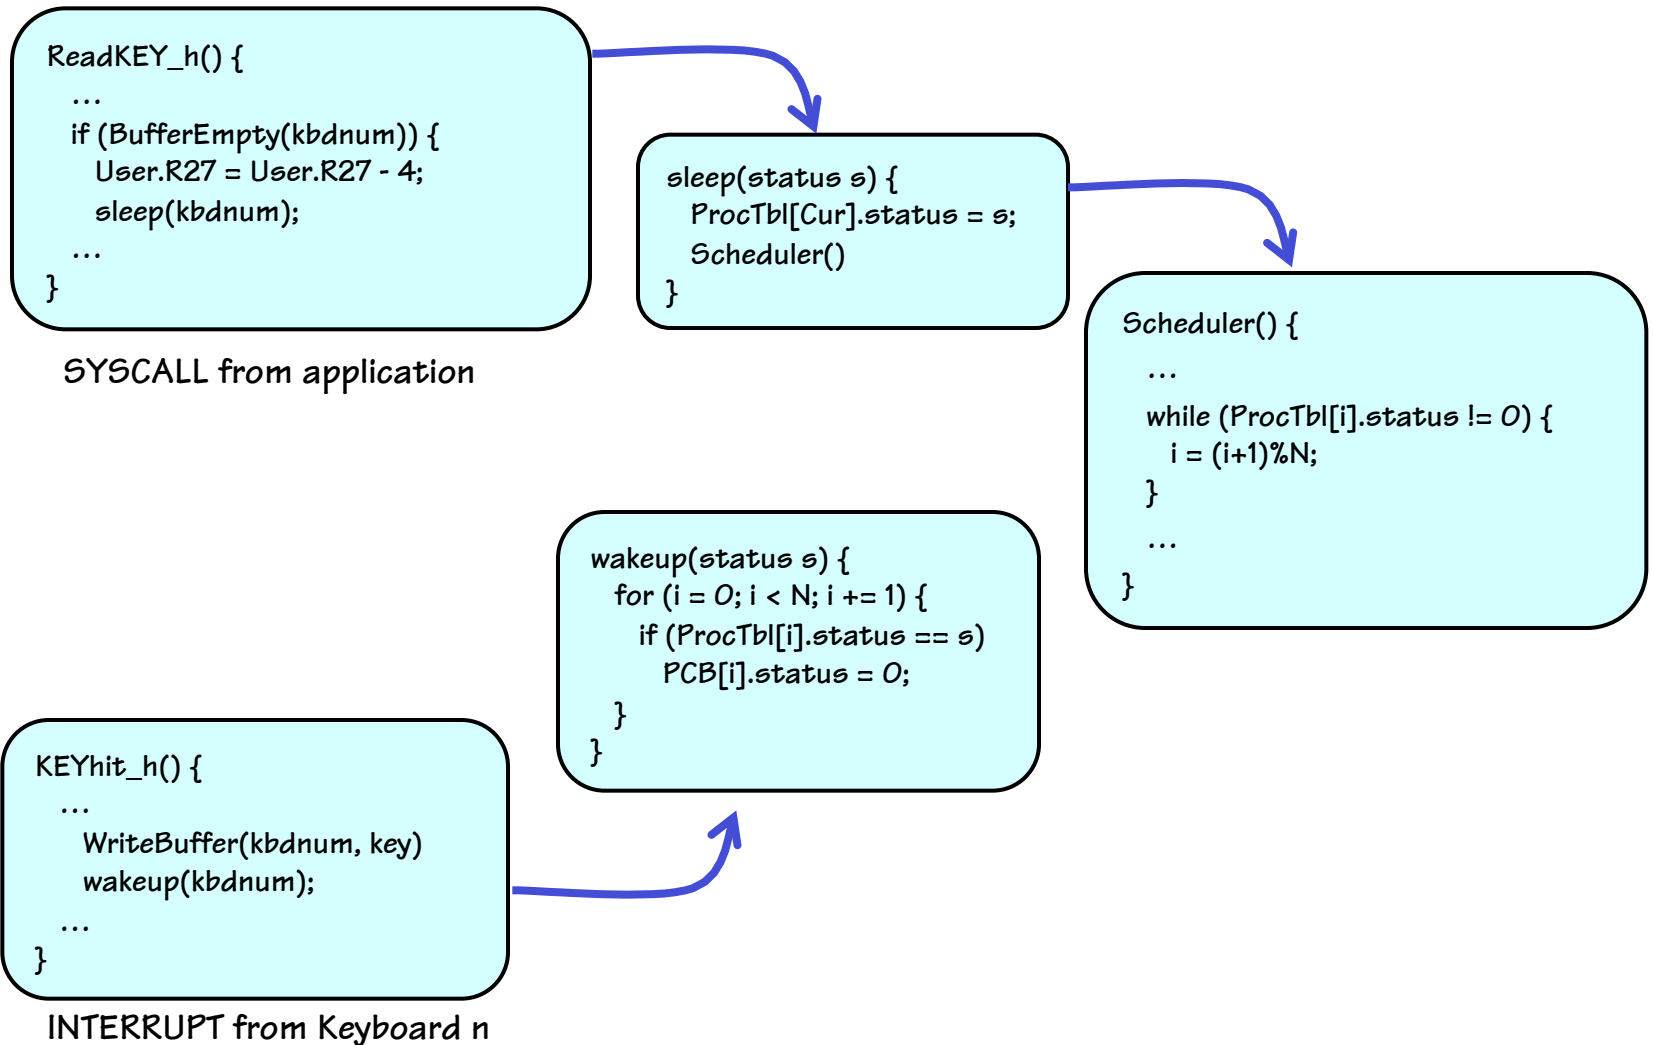 ReadKEY_h() {
...
if (BufferEmpty(kbdnum)) {
User.R27 = User.R27 - 4;
sleep(kbdnum);
...
}
SYSCALL from application
sleep(status s) {
ProcTbl[Cur].status = s;
Scheduler()
}
Scheduler() {
...
while (ProcTbl[i].status != 0) {
i = (i+1)%N;
}
...
}
wakeup(status s) {
for (i = 0; i < N; i += 1) {
if (ProcTbl[i].status == s)
PCB[i].status = 0;
}
}
KEYhit_h() {
...
WriteBuffer(kbdnum, key)
wakeup(kbdnum);
...
}
INTERRUPT from Keyboard n